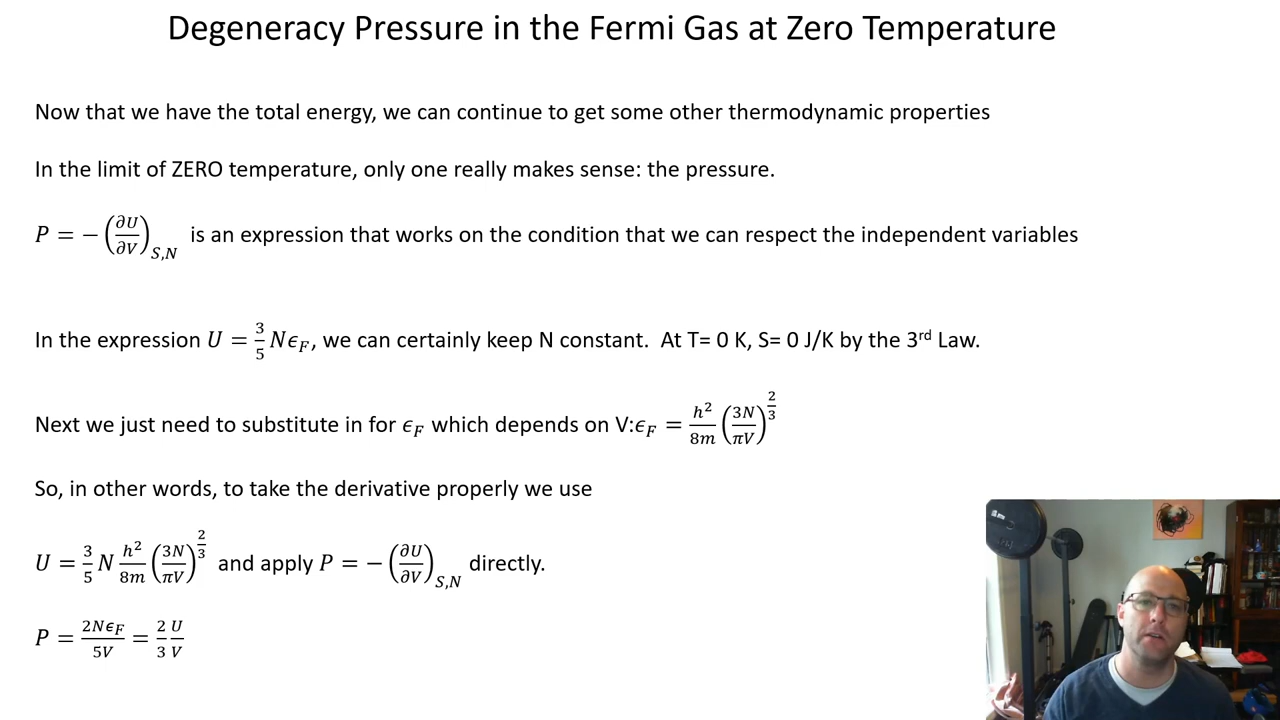 Degeneracy Pressure in the Fermi Gas at Zero Temperature
Now that we have the total energy, we can continue to get some other thermodynamic properties
In the limit of ZERO temperature, only one really makes sense: the pressure.
P = −(∂U/∂V)_{S,N} is an expression that works on the condition that we can respect the independent variables
In the expression U = 3/5 Nϵ_F, we can certainly keep N constant. At T= 0 K, S= 0 J/K by the 3rd Law.
Next we just need to substitute in for ϵ_F which depends on V:ϵ_F = h²/8m (3N/πV)^{2/3}
So, in other words, to take the derivative properly we use
U = 3/5 N h²/8m (3N/πV)^{2/3} and apply P = −(∂U/∂V)_{S,N} directly.
P = 2Nϵ_F/5V = 2/3 U/V